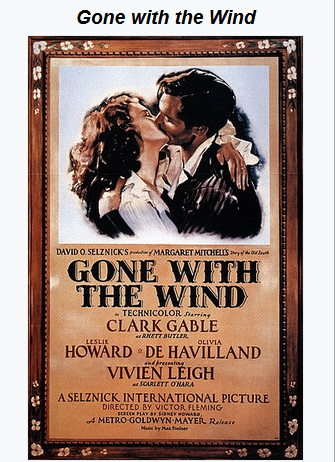 Gone with the Wind
DAVID O. SELZNICK'S production of MARGARET MITCHELL'S Story of the Old South
GONE WITH
THE WIND
in TECHNICOLOR Starring
CLARK GABLE
as RHETT BUTLER
LESLIE OLIVIA
HOWARD · DE HAVILLAND
and presenting
VIVIEN LEIGH
as SCARLETT O'HARA
A SELZNICK INTERNATIONAL PICTURE
DIRECTED BY VICTOR FLEMING
SCREEN PLAY BY SIDNEY HOWARD
A METRO-GOLDWYN-MAYER Release
Music by Max Steiner